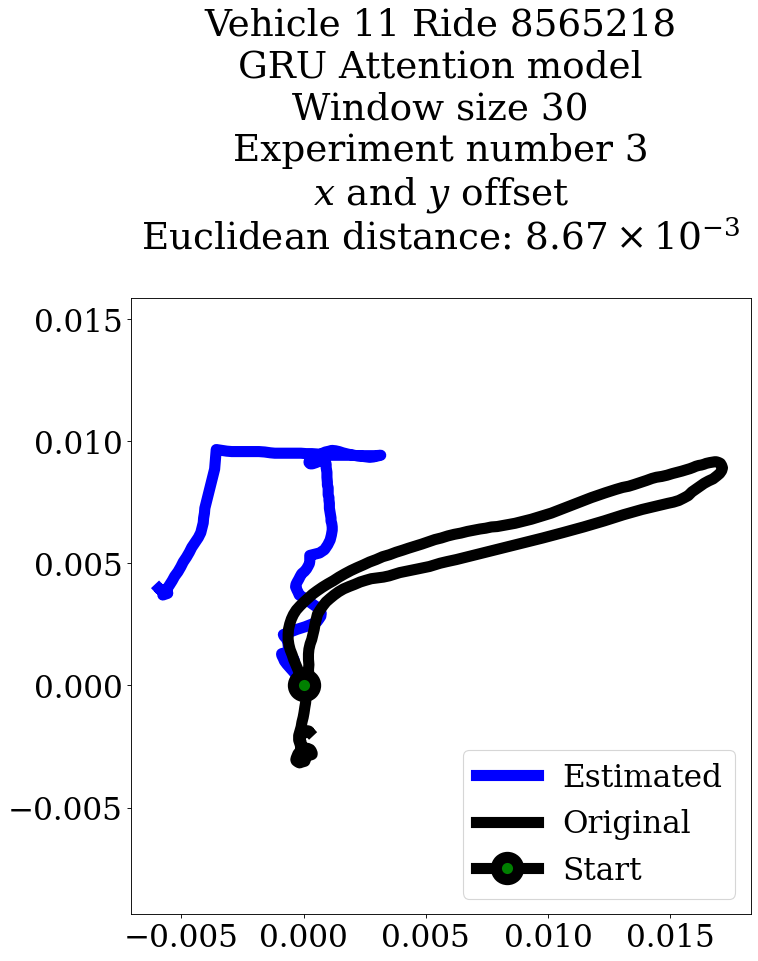 Vehicle 11 Ride 8565218
GRU Attention model
Window size 30
Experiment number 3
x and y offset
Euclidean distance: 8.67 × 10⁻³
0.015
0.010
0.005
0.000
−0.005
Estimated
Original
Start
−0.005 0.000 0.005 0.010 0.015